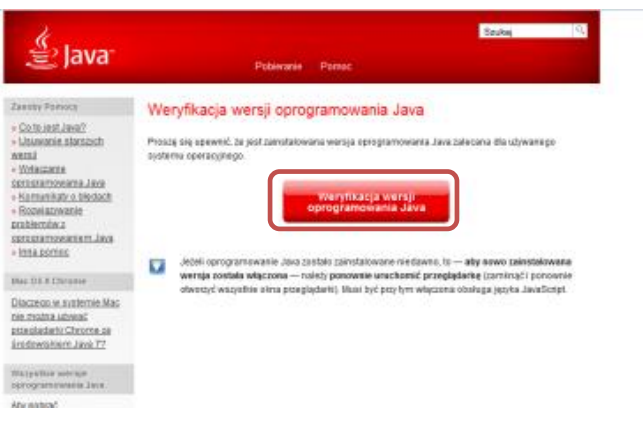 Szukaj
Java
Pobieranie Pomoc
Zasoby Pomocy
» Co to jest Java?
» Usuwanie starszych
wersji
» Wyłączanie
oprogramowania Java
» Komunikaty o błędach
» Rozwiązywanie
problemów z
oprogramowaniem Java
» Inna pomoc
Mac OS X Chrome
Dlaczego w systemie Mac
nie można używać
przeglądarki Chrome ze
środowiskiem Java 7?
Wszystkie wersje
oprogramowania Java
Aby pobrać
Weryfikacja wersji oprogramowania Java
Proszę się upewnić, że jest zainstalowana wersja oprogramowania Java zalecana dla używanego
systemu operacyjnego.
Weryfikacja wersji
oprogramowania Java
Jeżeli oprogramowanie Java zostało zainstalowane niedawno, to — aby nowo zainstalowana
wersja została włączona — należy ponownie uruchomić przeglądarkę (zamknąć i ponownie
otworzyć wszystkie okna przeglądarki). Musi być przy tym włączona obsługa języka JavaScript.